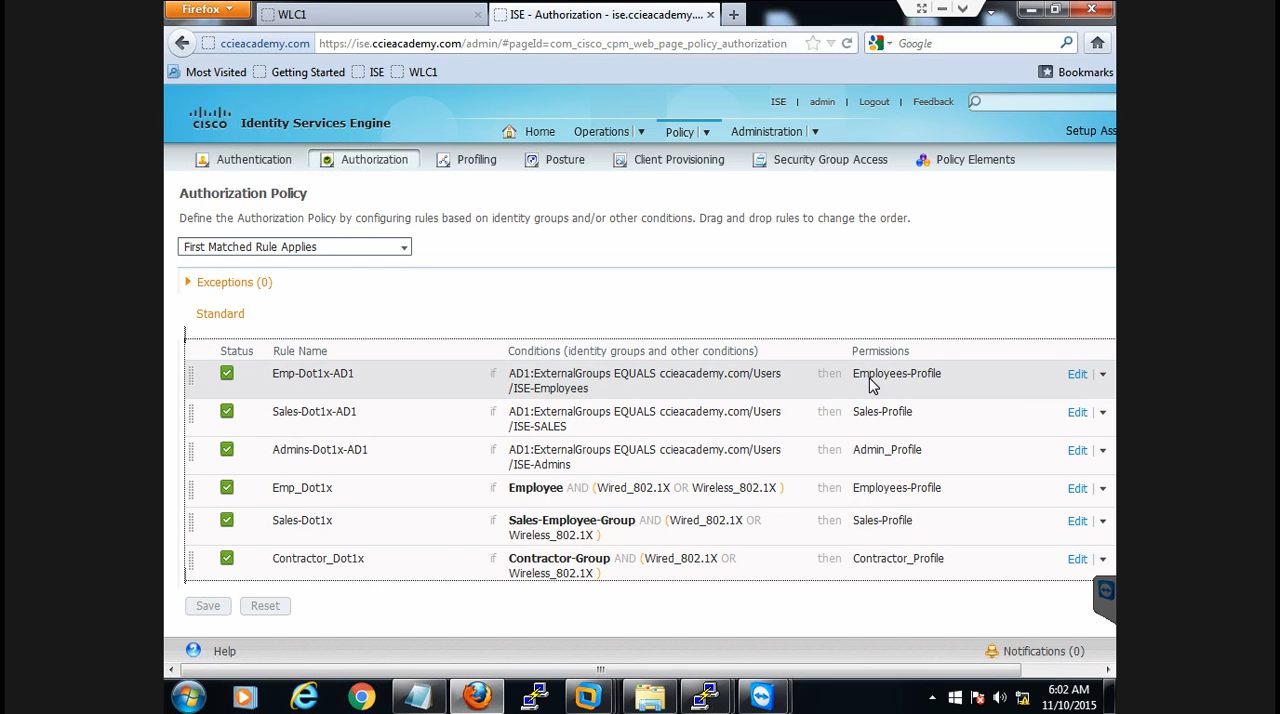 Firefox
WLC1
ISE - Authorization - ise.ccieacademy....
ccieacademy.com
https://ise.ccieacademy.com/admin/#pageId=com_cisco_cpm_web_page_policy_authorization
Google
Most Visited
Getting Started
ISE
WLC1
Bookmarks
ISE | admin | Logout | Feedback
CISCO
Identity Services Engine
Home
Operations
Policy
Administration
Setup Ass
Authentication
Authorization
Profiling
Posture
Client Provisioning
Security Group Access
Policy Elements
Authorization Policy
Define the Authorization Policy by configuring rules based on identity groups and/or other conditions. Drag and drop rules to change the order.
First Matched Rule Applies
Exceptions (0)
Standard
Status
Rule Name
Conditions (identity groups and other conditions)
Permissions
Emp-Dot1x-AD1
if
AD1:ExternalGroups EQUALS ccieacademy.com/Users
/ISE-Employees
then
Employees-Profile
Edit |
Sales-Dot1x-AD1
if
AD1:ExternalGroups EQUALS ccieacademy.com/Users
/ISE-SALES
then
Sales-Profile
Edit |
Admins-Dot1x-AD1
if
AD1:ExternalGroups EQUALS ccieacademy.com/Users
/ISE-Admins
then
Admin_Profile
Edit |
Emp_Dot1x
if
Employee AND (Wired_802.1X OR Wireless_802.1X )
then
Employees-Profile
Edit |
Sales-Dot1x
if
Sales-Employee-Group AND (Wired_802.1X OR
Wireless_802.1X )
then
Sales-Profile
Edit |
Contractor_Dot1x
if
Contractor-Group AND (Wired_802.1X OR
Wireless_802.1X )
then
Contractor_Profile
Edit |
Save
Reset
Help
Notifications (0)
6:02 AM
11/10/2015